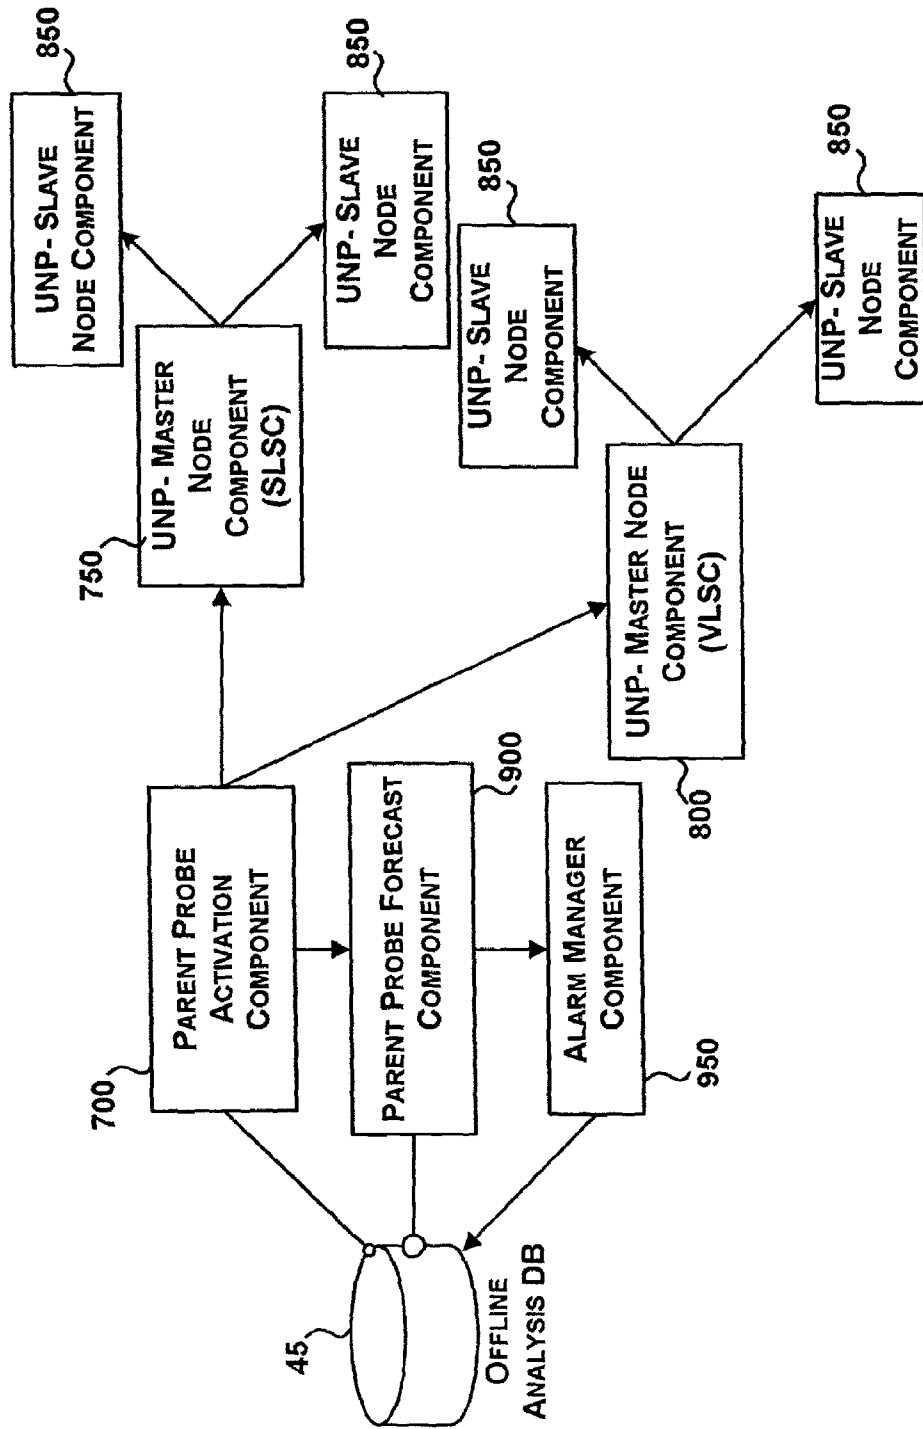 45
OFFLINE
ANALYSIS DB
700
PARENT PROBE
ACTIVATION
COMPONENT
PARENT PROBE FORECAST
COMPONENT
900
ALARM MANAGER
COMPONENT
950
750
UNP- MASTER
NODE
COMPONENT
(SLSC)
UNP- MASTER NODE
COMPONENT
(VLSC)
800
UNP- SLAVE
NODE COMPONENT
850
UNP- SLAVE
NODE
COMPONENT
850
UNP- SLAVE
NODE
COMPONENT
850
UNP- SLAVE
NODE
COMPONENT
850